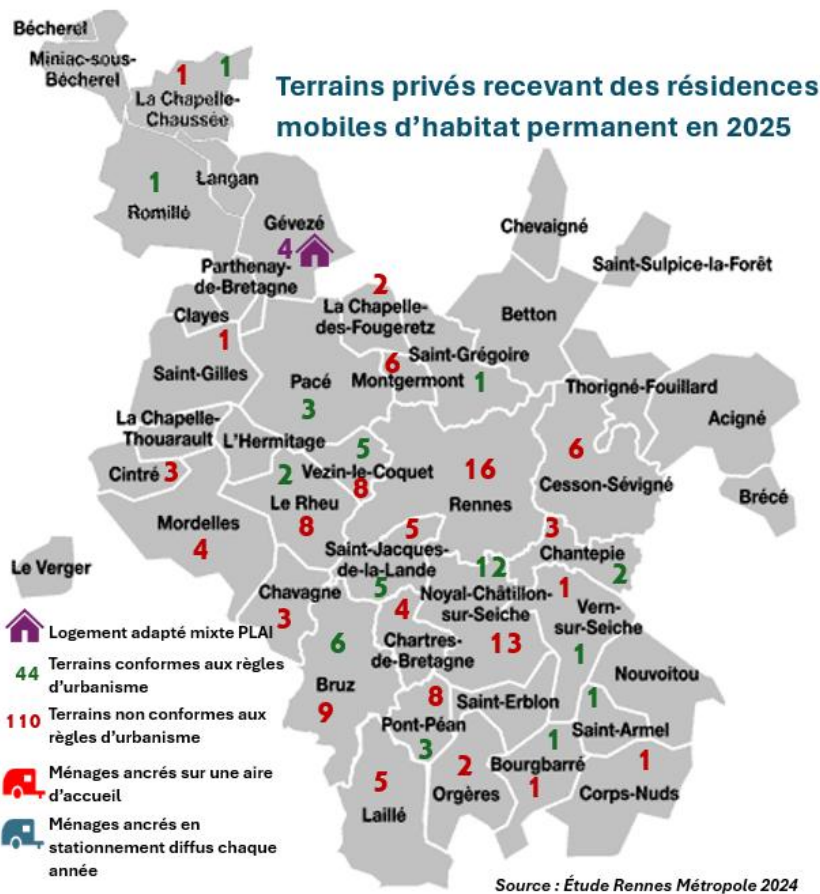 Bécherel
Miniac-sous-
Bécherel
1
1
La Chapelle-
Chaussée
Terrains privés recevant des résidences
mobiles d’habitat permanent en 2025
1
Langan
Romillé
Gévezé
4
Chevaigné
Saint-Sulpice-la-Forêt
Parthenay-
de-Bretagne
2
La Chapelle-
des-Fougeretz
Betton
Clayes
1
Saint-Grégoire
6
Saint-Gilles
Pacé
Montgermont
1
Thorigné-Fouillard
3
Acigné
La Chapelle-
Thouarault
L'Hermitage
5
6
Cintré
3
2
Vezin-le-Coquet
8
16
Cesson-Sévigné
Brécé
Le Rheu
Rennes
Mordelles
8
5
3
4
Saint-Jacques-
de-la-Lande
Chantepie
Le Verger
12
2
5
Chavagne
Noyal-Châtillon-
sur-Seiche
1
3
4
Vern-
sur-Seiche
Logement adapté mixte PLAI
6
Chartres-
de-Bretagne
13
1
44 Terrains conformes aux règles
d’urbanisme
Nouvoitou
Bruz
8
Saint-Erblon
1
110 Terrains non conformes aux
règles d’urbanisme
9
Pont-Péan
Saint-Armel
3
1
Ménages ancrés sur une aire
d’accueil
5
2
Bourgbarré
1
Orgères
1
Corps-Nuds
Laillé
Ménages ancrés en
stationnement diffus chaque
année
Source : Étude Rennes Métropole 2024